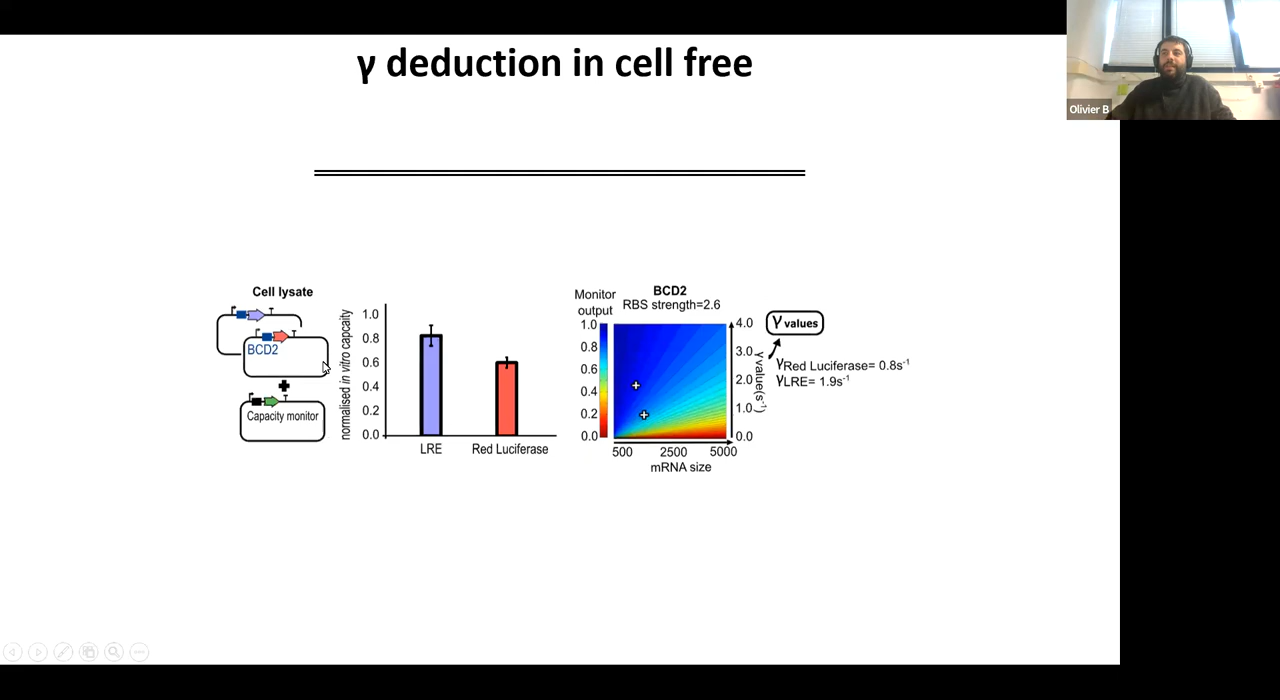 γ deduction in cell free
Olivier B
Cell lysate
BCD2
Capacity monitor
normalised in vitro capcaity
1.0
0.8
0.6
0.4
0.2
0.0
LRE
Red Luciferase
Monitor
output
1.0
0.8
0.6
0.4
0.2
0.0
BCD2
RBS strength=2.6
4.0
3.0
2.0
1.0
0.0
γ value(s⁻¹)
500
2500
5000
mRNA size
γ values
γRed Luciferase= 0.8s⁻¹
γLRE= 1.9s⁻¹